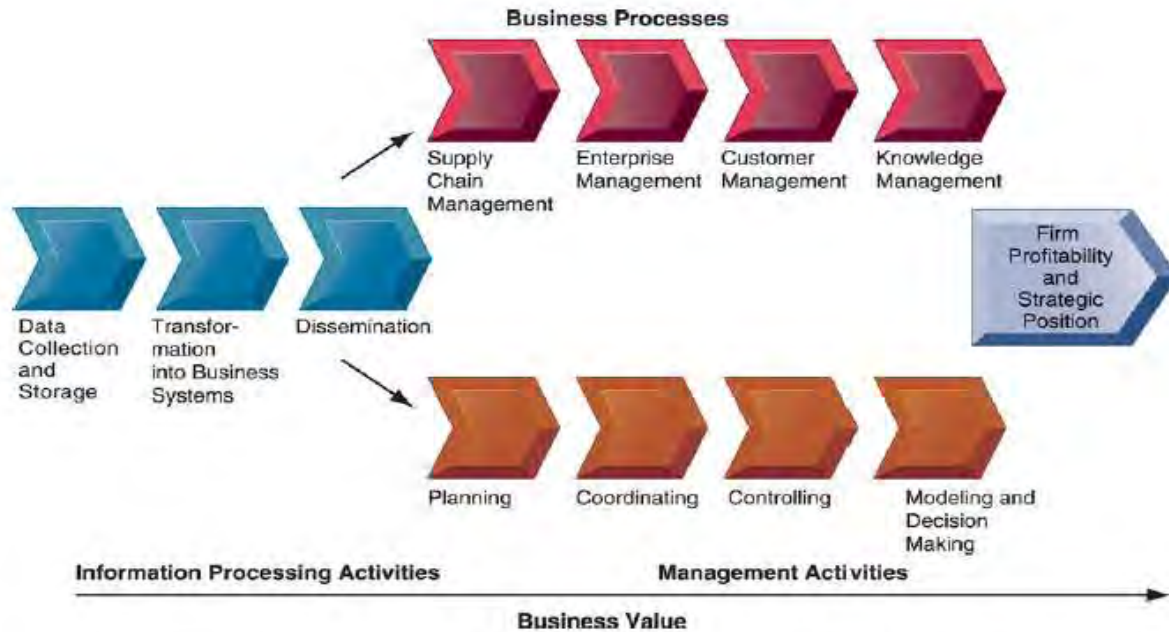 Business Processes
Supply
Chain
Management
Enterprise
Management
Customer
Management
Knowledge
Management
Data
Collection
and
Storage
Transfor-
mation
into Business
Systems
Dissemination
Firm
Profitability
and
Strategic
Position
Planning
Coordinating
Controlling
Modeling and
Decision
Making
Information Processing Activities
Management Activities
Business Value